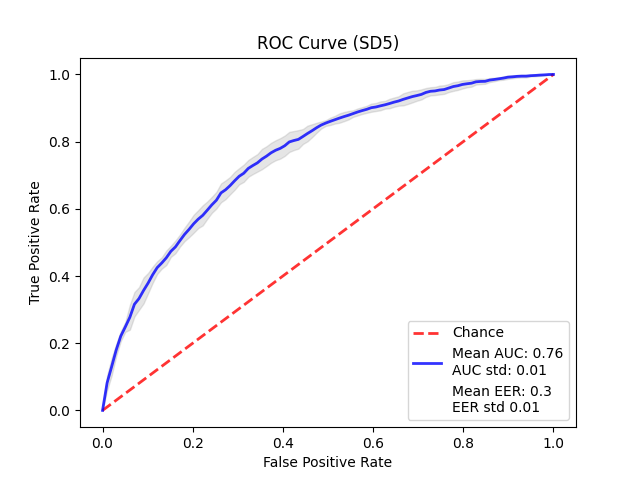 ROC Curve (SD5)
1.0
0.8
0.6
0.4
0.2
0.0
True Positive Rate
0.0 0.2 0.4 0.6 0.8 1.0
False Positive Rate
Chance
Mean AUC: 0.76
AUC std: 0.01
Mean EER: 0.3
EER std 0.01